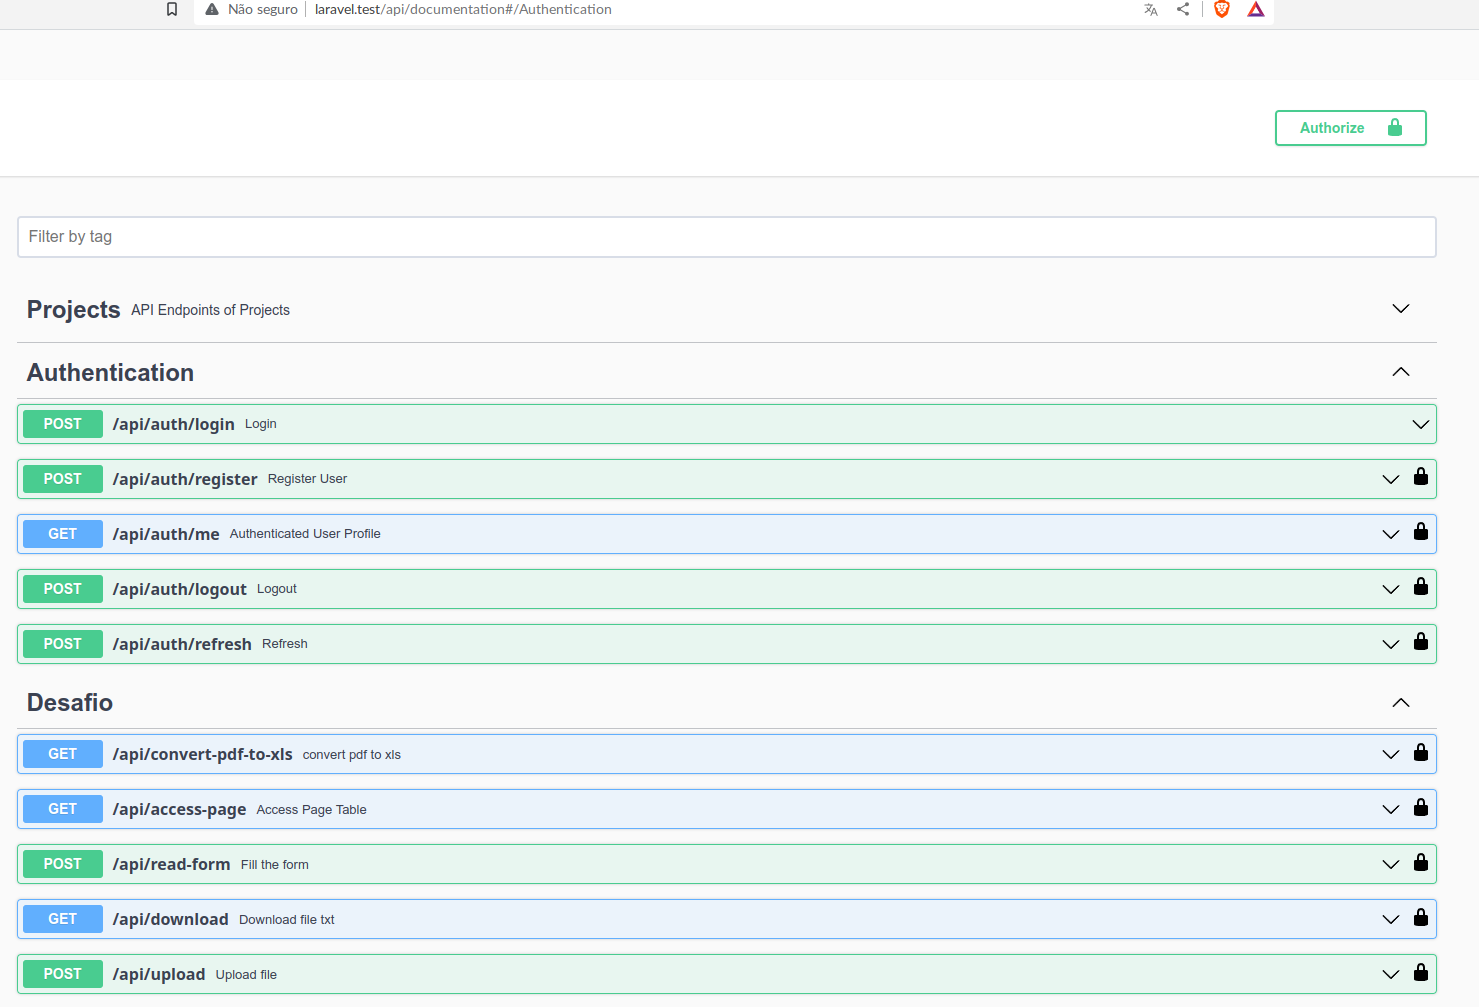 Não seguro laravel.test/api/documentation#/Authentication
Authorize
Filter by tag
Projects API Endpoints of Projects
Authentication
POST /api/auth/login Login
POST /api/auth/register Register User
GET /api/auth/me Authenticated User Profile
POST /api/auth/logout Logout
POST /api/auth/refresh Refresh
Desafio
GET /api/convert-pdf-to-xls convert pdf to xls
GET /api/access-page Access Page Table
POST /api/read-form Fill the form
GET /api/download Download file txt
POST /api/upload Upload file